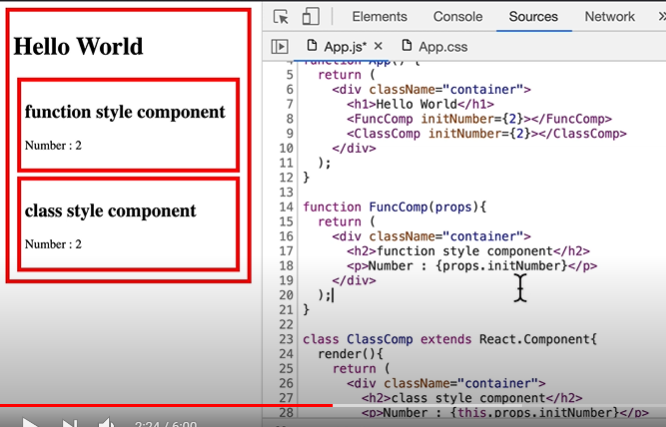 Hello World
function style component
Number : 2
class style component
Number : 2
Elements Console Sources Network »
App.js* × App.css
4 function App() {
5 return (
6 <div className="container">
7 <h1>Hello World</h1>
8 <FuncComp initNumber={2}></FuncComp>
9 <ClassComp initNumber={2}></ClassComp>
10 </div>
11 );
12 }
13
14 function FuncComp(props){
15 return (
16 <div className="container">
17 <h2>function style component</h2>
18 <p>Number : {props.initNumber}</p>
19 </div>
20 );
21 }
22
23 class ClassComp extends React.Component{
24 render(){
25 return (
26 <div className="container">
27 <h2>class style component</h2>
28 <p>Number : {this.props.initNumber}</p>
2:24 / 6:00